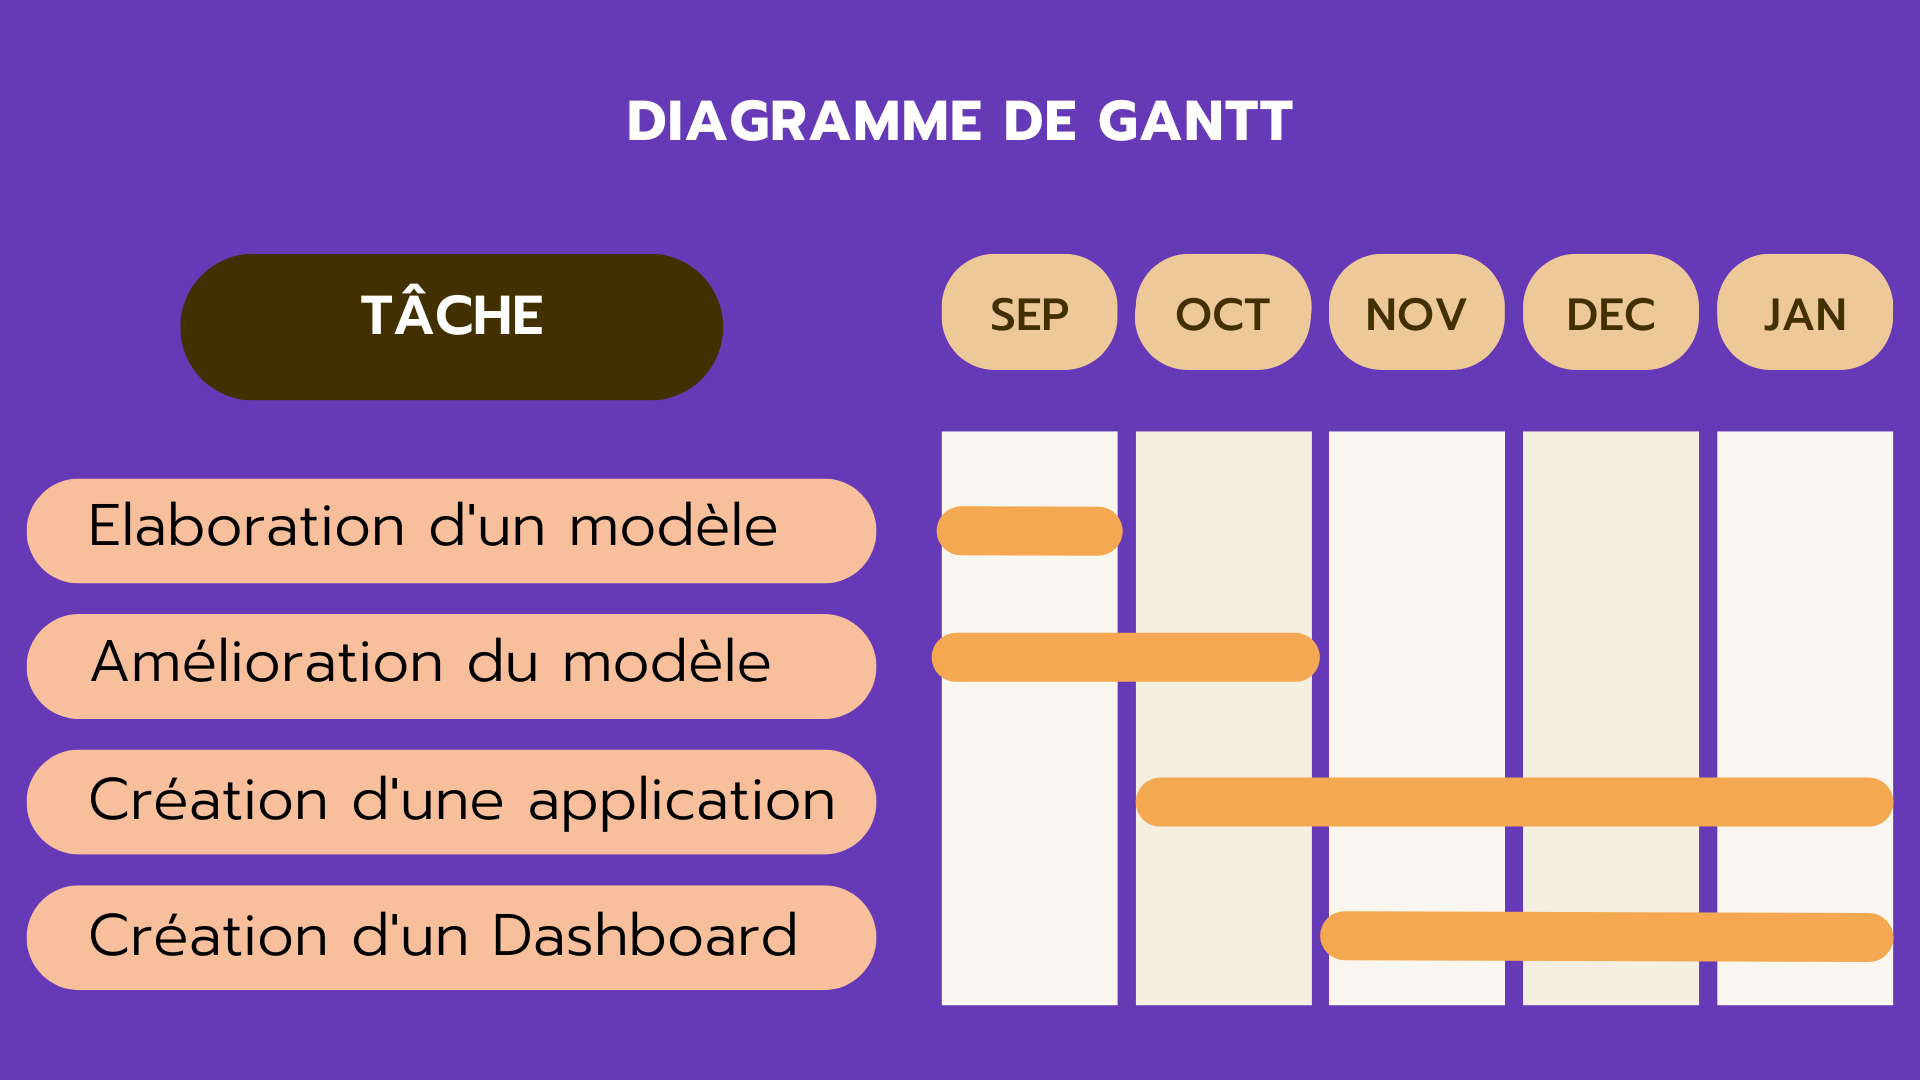 DIAGRAMME DE GANTT
TÂCHE
SEP OCT NOV DEC JAN
Elaboration d'un modèle
Amélioration du modèle
Création d'une application
Création d'un Dashboard